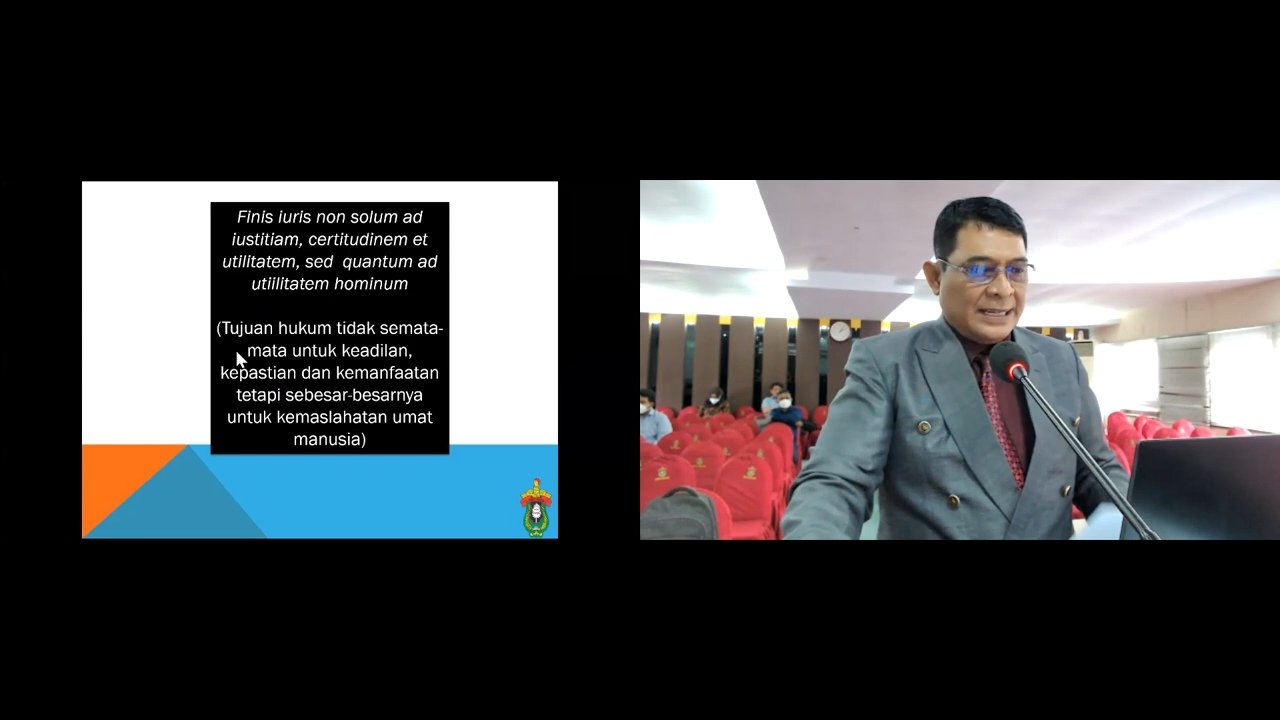 Finis iuris non solum ad
iustitiam, certitudinem et
utilitatem, sed quantum ad
utiillitatem hominum
(Tujuan hukum tidak semata-
mata untuk keadilan,
kepastian dan kemanfaatan
tetapi sebesar-besarnya
untuk kemaslahatan umat
manusia)